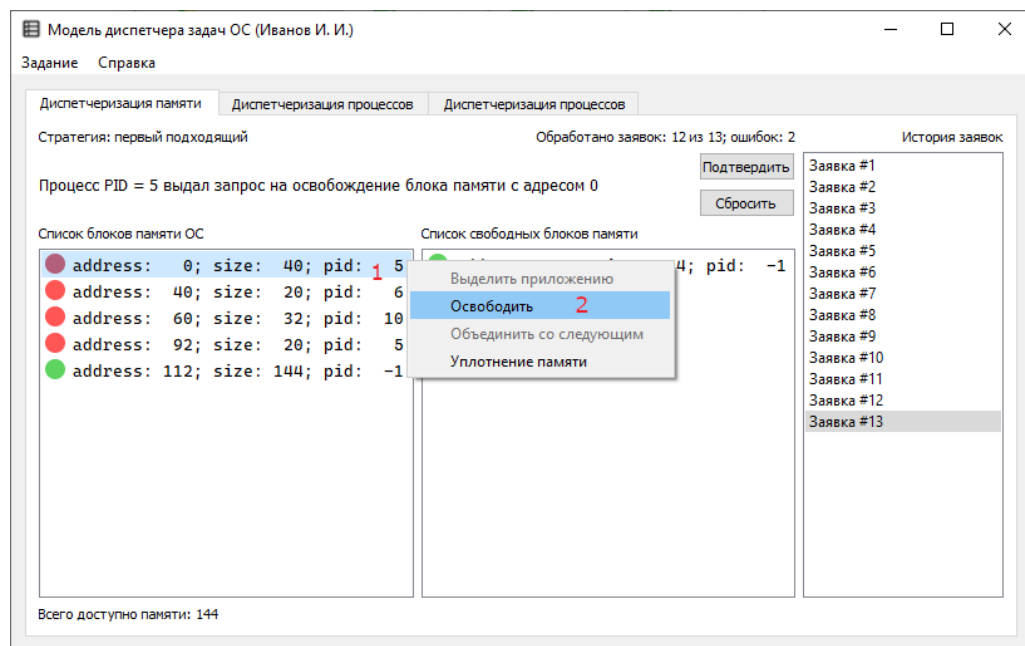 Модель диспетчера задач ОС (Иванов И. И.)
Задание Справка
Диспетчеризация памяти Диспетчеризация процессов Диспетчеризация процессов
Стратегия: первый подходящий Обработано заявок: 12 из 13; ошибок: 2 История заявок
Процесс PID = 5 выдал запрос на освобождение блока памяти с адресом 0
Подтвердить
Сбросить
Список блоков памяти ОС
address: 0; size: 40; pid: 5
address: 40; size: 20; pid: 6
address: 60; size: 32; pid: 10
address: 92; size: 20; pid: 5
address: 112; size: 144; pid: -1
1
Выделить приложению
Освободить 2
Объединить со следующим
Уплотнение памяти
Список свободных блоков памяти
4; pid: -1
Заявка #1
Заявка #2
Заявка #3
Заявка #4
Заявка #5
Заявка #6
Заявка #7
Заявка #8
Заявка #9
Заявка #10
Заявка #11
Заявка #12
Заявка #13
Всего доступно памяти: 144